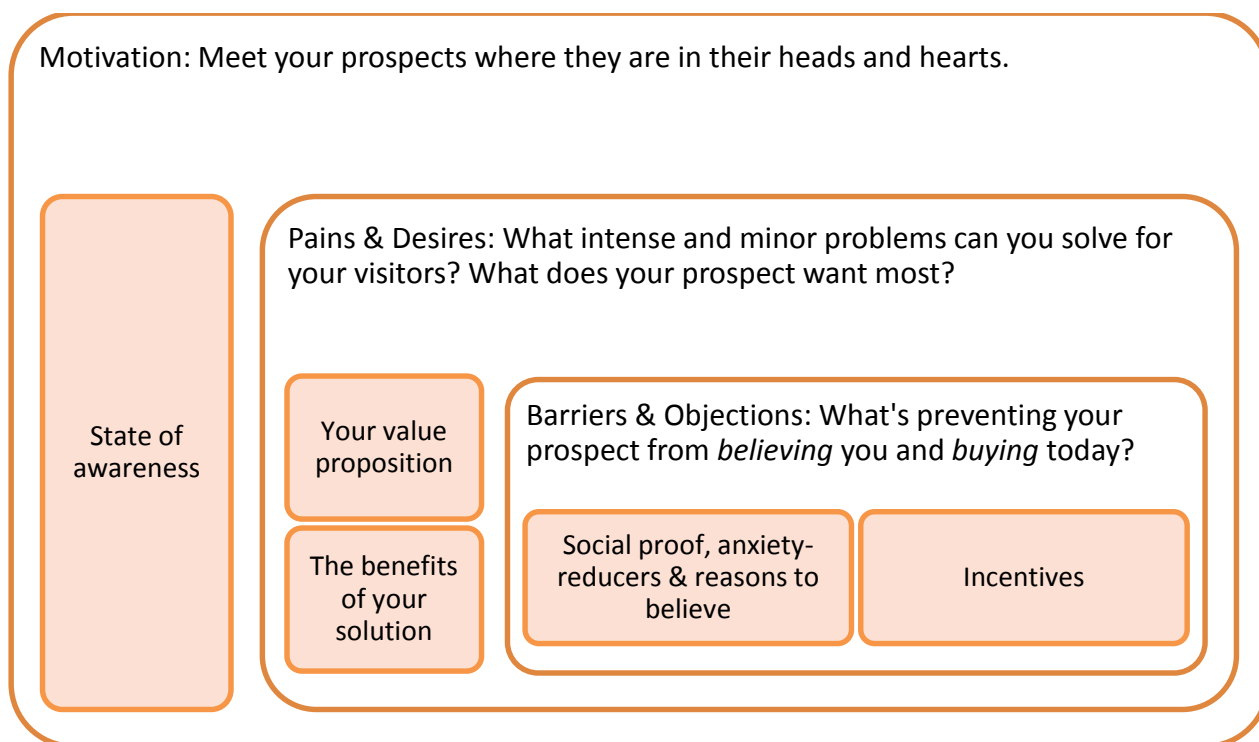 Motivation: Meet your prospects where they are in their heads and hearts.
State of
awareness
Pains & Desires: What intense and minor problems can you solve for
your visitors? What does your prospect want most?
Your value
proposition
The benefits
of your
solution
Barriers & Objections: What's preventing your
prospect from believing you and buying today?
Social proof, anxiety-
reducers & reasons to
believe
Incentives